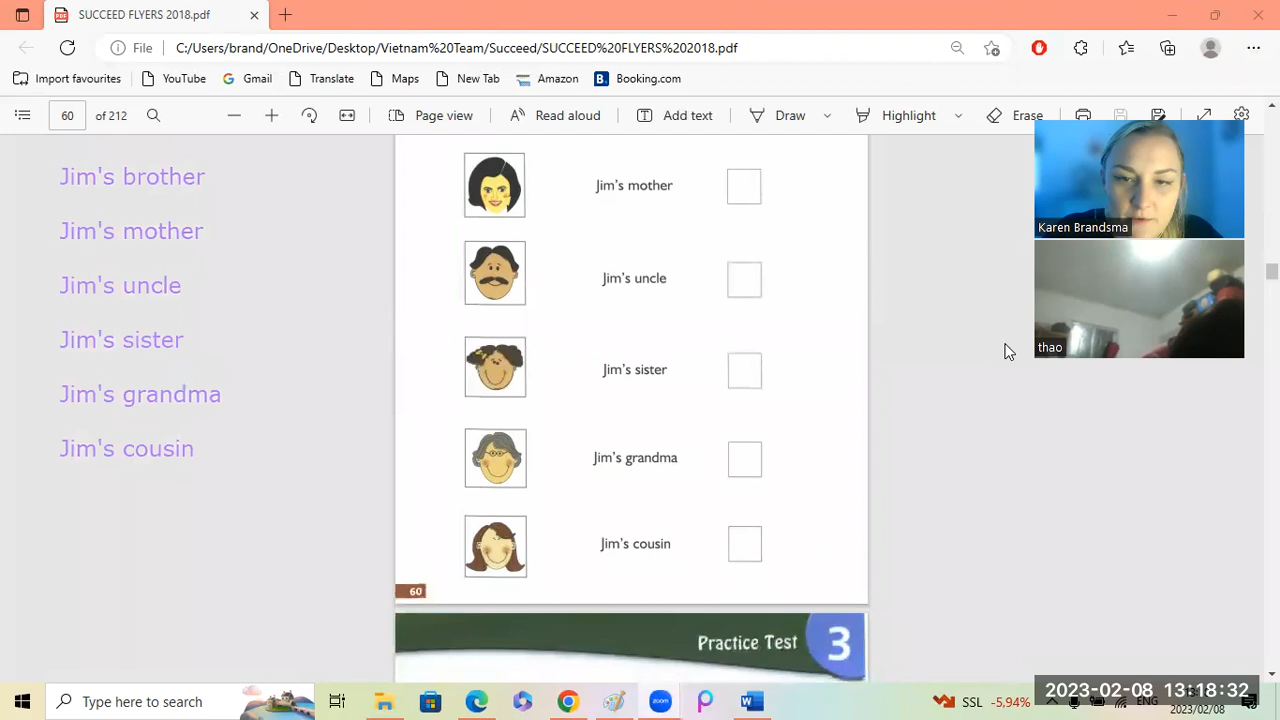 SUCCEED FLYERS 2018.pdf
File C:/Users/brand/OneDrive/Desktop/Vietnam%20Team/Succeed/SUCCEED%20FLYERS%202018.pdf
Import favourites YouTube Gmail Translate Maps New Tab Amazon B. Booking.com
60 of 212 Page view Read aloud Add text Draw Highlight Erase
Jim's brother
Jim's mother
Jim's uncle
Jim's sister
Jim's grandma
Jim's cousin
Jim's mother
Jim's uncle
Jim's sister
Jim's grandma
Jim's cousin
60
Practice Test 3
Karen Brandsma
thao
Type here to search
SSL -5,94%
2023-02-08 13:18:32
ENG
2023/02/08